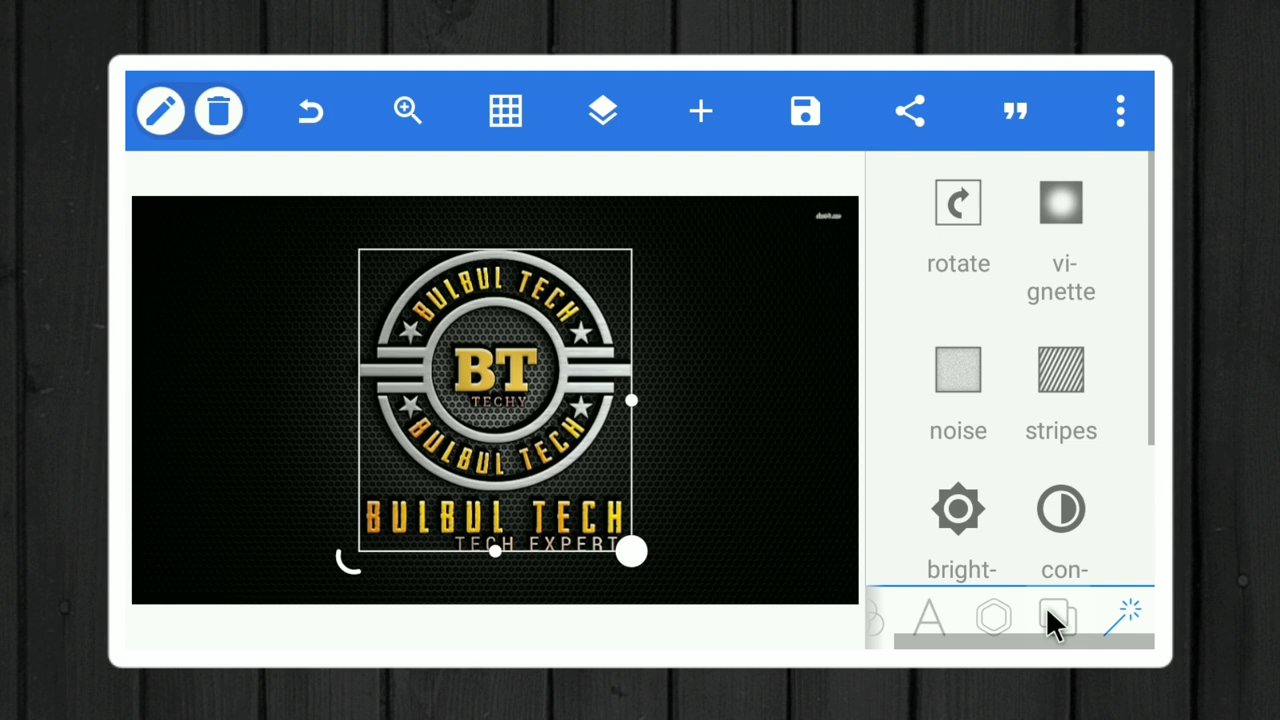 BULBUL TECH
BT
TECHY
BULBUL TECH
BULBUL TECH
TECH EXPERT
rotate
vi-
gnette
noise
stripes
bright-
con-